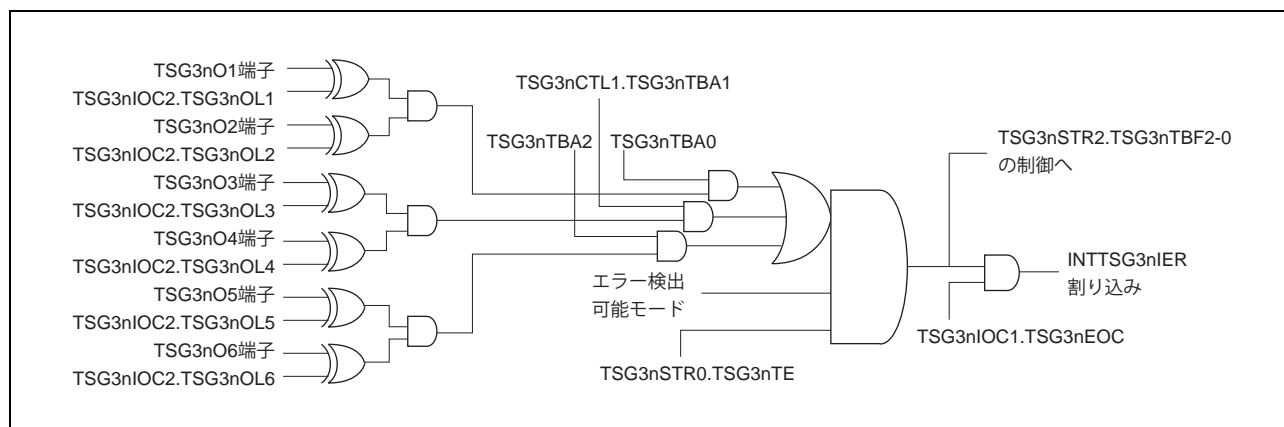 TSG3nO1端子
TSG3nIOC2.TSG3nOL1
TSG3nO2端子
TSG3nIOC2.TSG3nOL2
TSG3nO3端子
TSG3nIOC2.TSG3nOL3
TSG3nO4端子
TSG3nIOC2.TSG3nOL4
TSG3nO5端子
TSG3nIOC2.TSG3nOL5
TSG3nO6端子
TSG3nIOC2.TSG3nOL6
TSG3nCTL1.TSG3nTBA1
TSG3nTBA2
TSG3nTBA0
エラー検出
可能モード
TSG3nSTR0.TSG3nTE
TSG3nSTR2.TSG3nTBF2-0
の制御へ
INTTSG3nIER
割り込み
TSG3nIOC1.TSG3nEOC